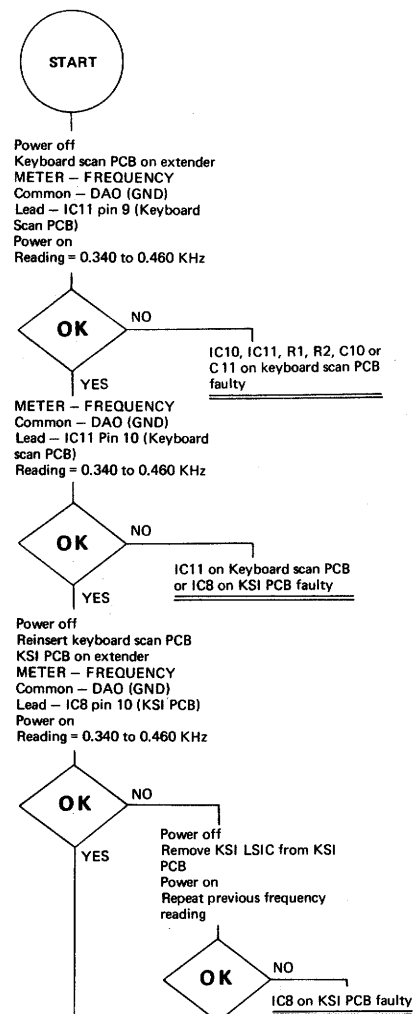 START
Power off
Keyboard scan PCB on extender
METER – FREQUENCY
Common – DAO (GND)
Lead – IC11 pin 9 (Keyboard
Scan PCB)
Power on
Reading = 0.340 to 0.460 KHz
OK
NO
IC10, IC11, R1, R2, C10 or
C11 on keyboard scan PCB
faulty
YES
METER – FREQUENCY
Common – DAO (GND)
Lead – IC11 Pin 10 (Keyboard
scan PCB)
Reading = 0.340 to 0.460 KHz
OK
NO
IC11 on Keyboard scan PCB
or IC8 on KSI PCB faulty
YES
Power off
Reinsert keyboard scan PCB
KSI PCB on extender
METER – FREQUENCY
Common – DAO (GND)
Lead – IC8 pin 10 (KSI PCB)
Power on
Reading = 0.340 to 0.460 KHz
OK
NO
YES
Power off
Remove KSI LSIC from KSI
PCB
Power on
Repeat previous frequency
reading
OK
NO
IC8 on KSI PCB faulty